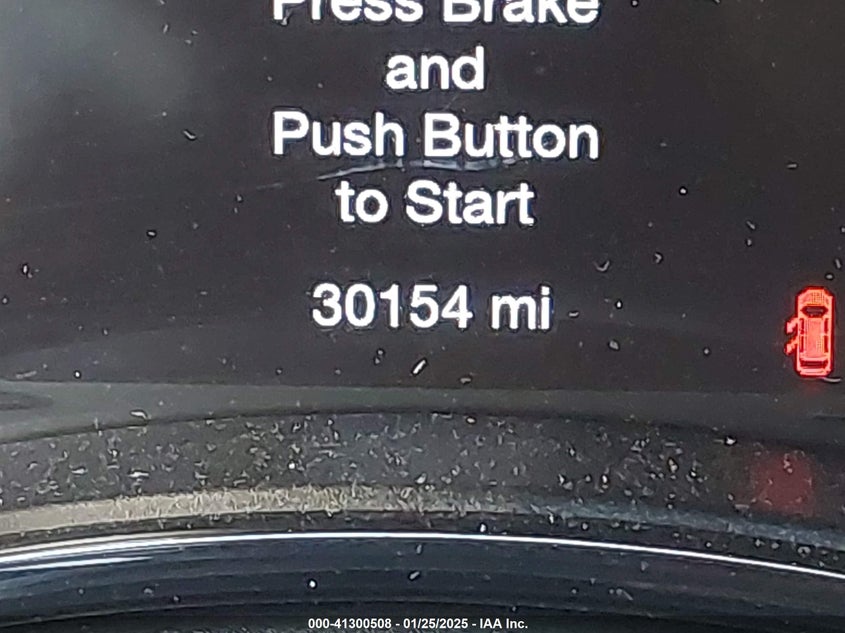 Press Brake
and
Push Button
to Start
30154 mi
000-41300508 - 01/25/2025 - IAA Inc.